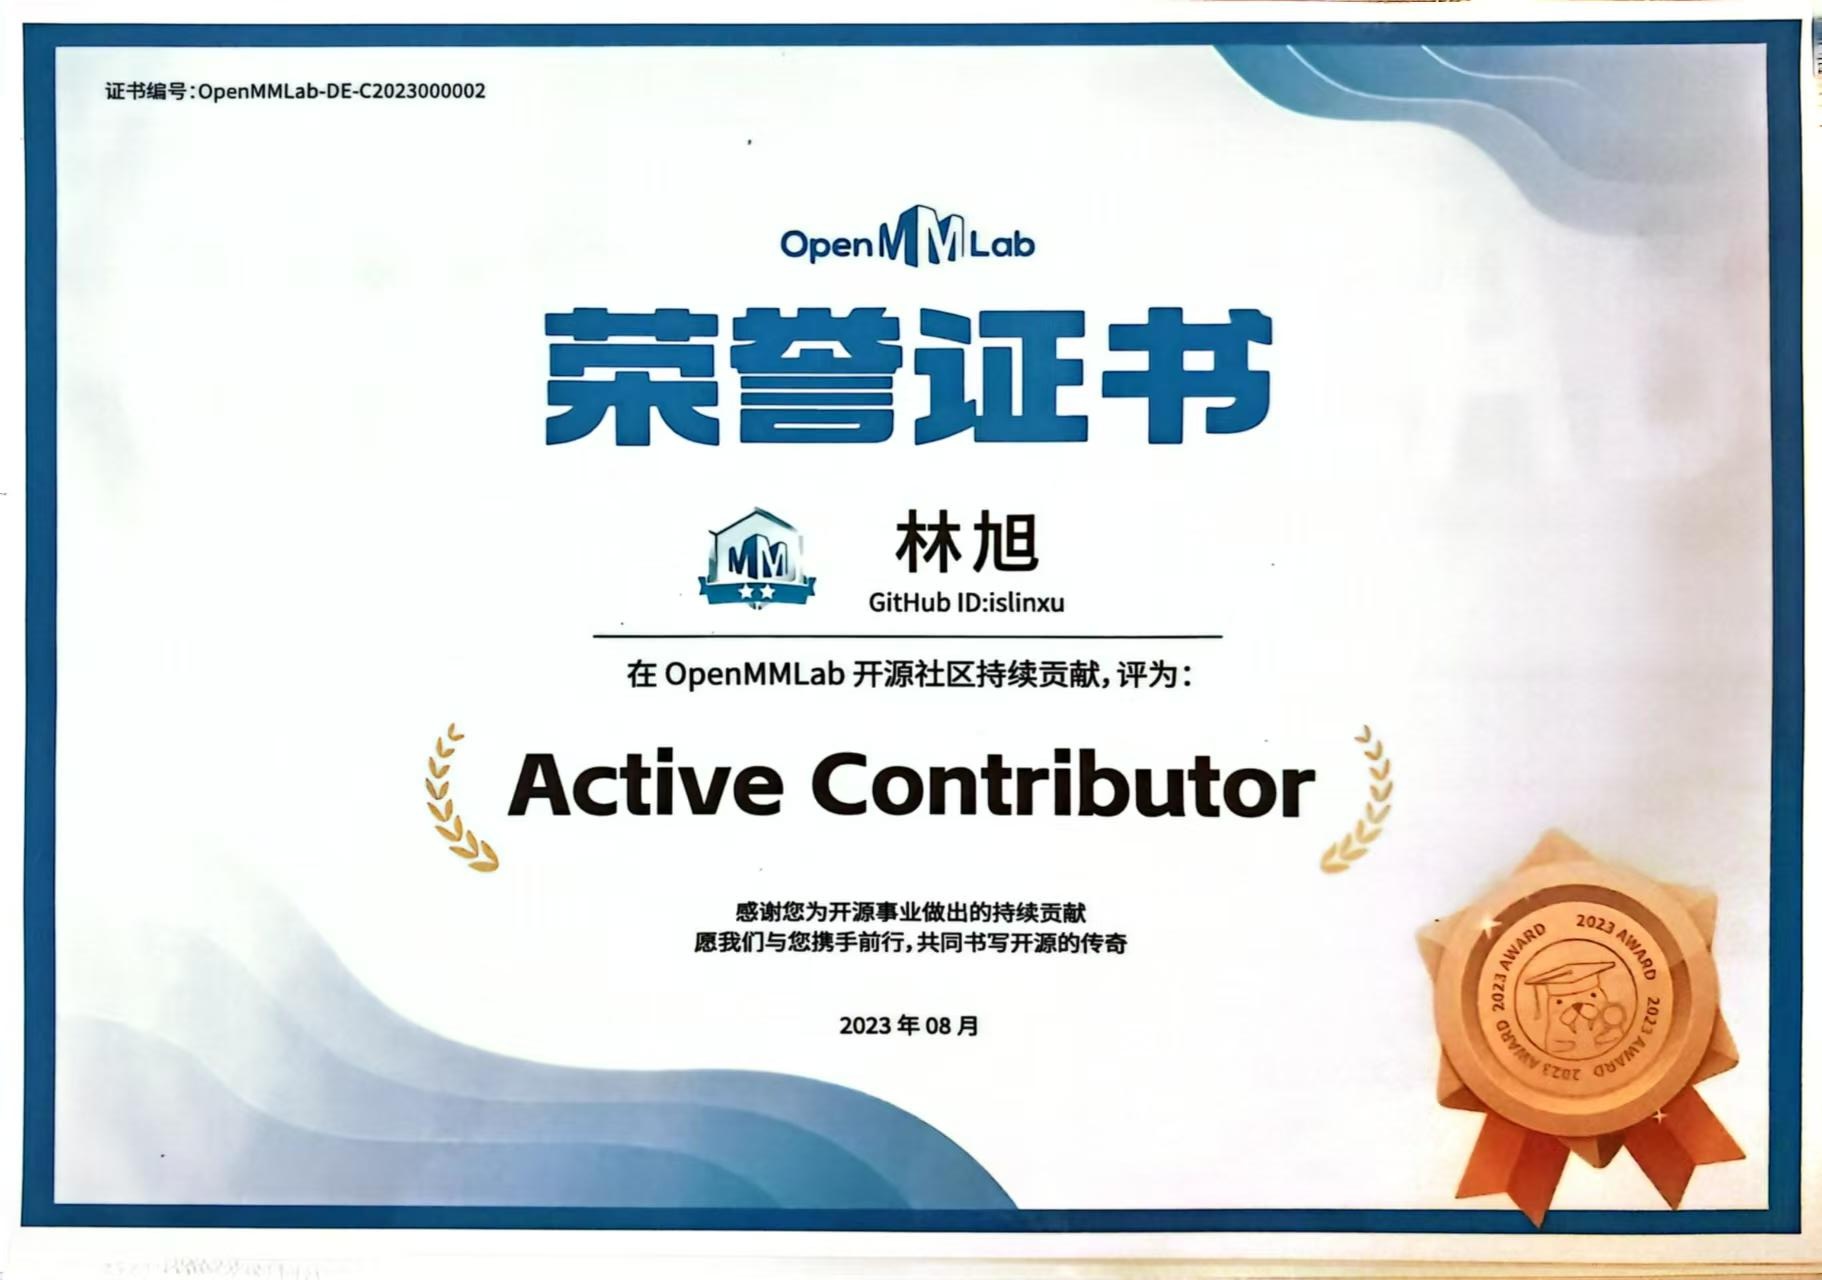 证书编号:OpenMMLab-DE-C2023000002
OpenMMLab
荣誉证书
MM
林旭
GitHub ID:islinxu
在 OpenMMLab 开源社区持续贡献,评为:
Active Contributor
感谢您为开源事业做出的持续贡献
愿我们与您携手前行,共同书写开源的传奇
2023 年 08 月
2023 AWARD 2023 AWARD 2023 AWARD 2023 AWARD